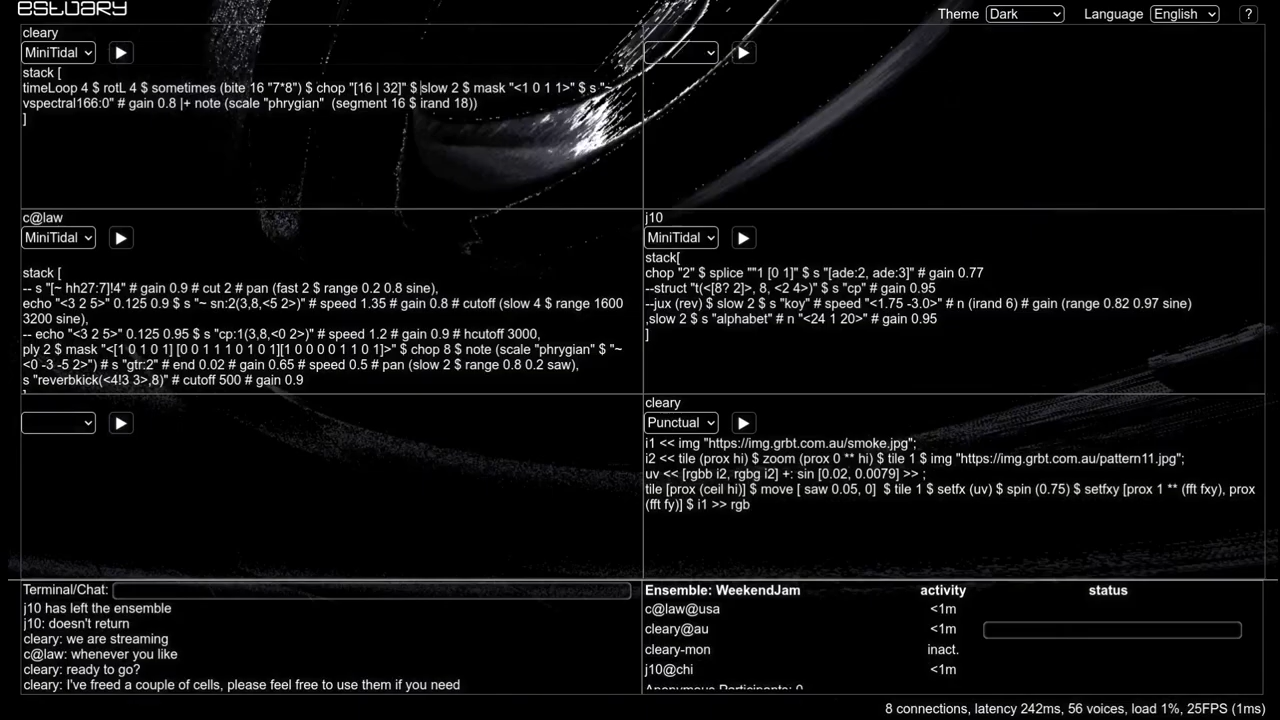 estuary
Theme Dark Language English ?
cleary
MiniTidal
stack [
timeLoop 4 $ rotL 4 $ sometimes (bite 16 "7*8") $ chop "[16 | 32]" $ slow 2 $ mask "<1 0 1 1>" $ s "~
vspectral166:0" # gain 0.8 |+ note (scale "phrygian"  (segment 16 $ irand 18))
]
c@law
MiniTidal
stack [
-- s "[~ hh27:7]!4" # gain 0.9 # cut 2 # pan (fast 2 $ range 0.2 0.8 sine),
echo "<3 2 5>" 0.125 0.9 $ s "~ sn:2(3,8,<5 2>)" # speed 1.35 # gain 0.8 # cutoff (slow 4 $ range 1600
3200 sine),
-- echo "<3 2 5>" 0.125 0.95 $ s "cp:1(3,8,<0 2>)" # speed 1.2 # gain 0.9 # hcutoff 3000,
ply 2 $ mask "<[1 0 1 0 1] [0 0 1 1 1 0 1 0 1][1 0 0 0 0 1 1 0 1]>" $ chop 8 $ note (scale "phrygian" $ "~
<0 -3 -5 2>") # s "gtr:2" # end 0.02 # gain 0.65 # speed 0.5 # pan (slow 2 $ range 0.8 0.2 saw),
s "reverbkick(<4!3 3>,8)" # cutoff 500 # gain 0.9
j10
MiniTidal
stack[
chop "2" $ splice ""1 [0 1]" $ s "[ade:2, ade:3]" # gain 0.77
--struct "t(<[8? 2]>, 8, <2 4>)" $ s "cp" # gain 0.95
--jux (rev) $ slow 2 $ s "koy" # speed "<1.75 -3.0>" # n (irand 6) # gain (range 0.82 0.97 sine)
,slow 2 $ s "alphabet" # n "<24 1 20>" # gain 0.95
]
cleary
Punctual
i1 << img "https://img.grbt.com.au/smoke.jpg";
i2 << tile (prox hi) $ zoom (prox 0 ** hi) $ tile 1 $ img "https://img.grbt.com.au/pattern11.jpg";
uv << [rgbb i2, rgbg i2] +: sin [0.02, 0.0079] >> ;
tile [prox (ceil hi)] $ move [ saw 0.05, 0]  $ tile 1 $ setfx (uv) $ spin (0.75) $ setfxy [prox 1 ** (fft fxy), prox
(fft fy)] $ i1 >> rgb
Terminal/Chat:
j10 has left the ensemble
j10: doesn't return
cleary: we are streaming
c@law: whenever you like
cleary: ready to go?
cleary: I've freed a couple of cells, please feel free to use them if you need
Ensemble: WeekendJam activity status
c@law@usa <1m
cleary@au <1m
cleary-mon inact.
j10@chi <1m
Anonymous Participants: 0
8 connections, latency 242ms, 56 voices, load 1%, 25FPS (1ms)